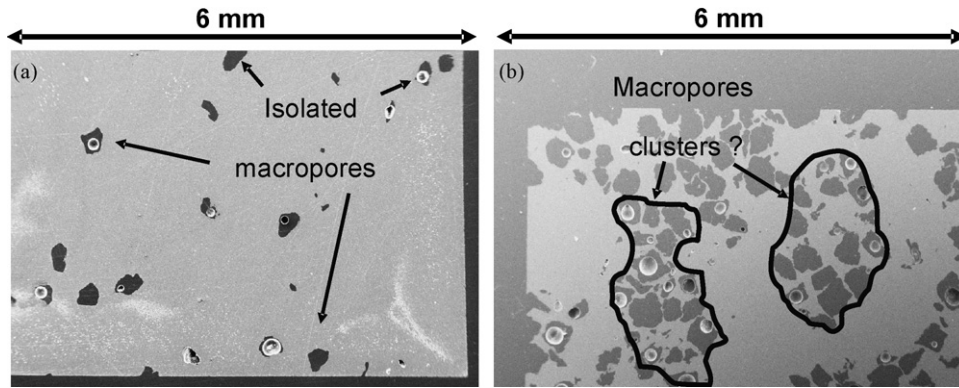 6 mm
6 mm
(a)
Isolated
macropores
(b)
Macropores
clusters ?